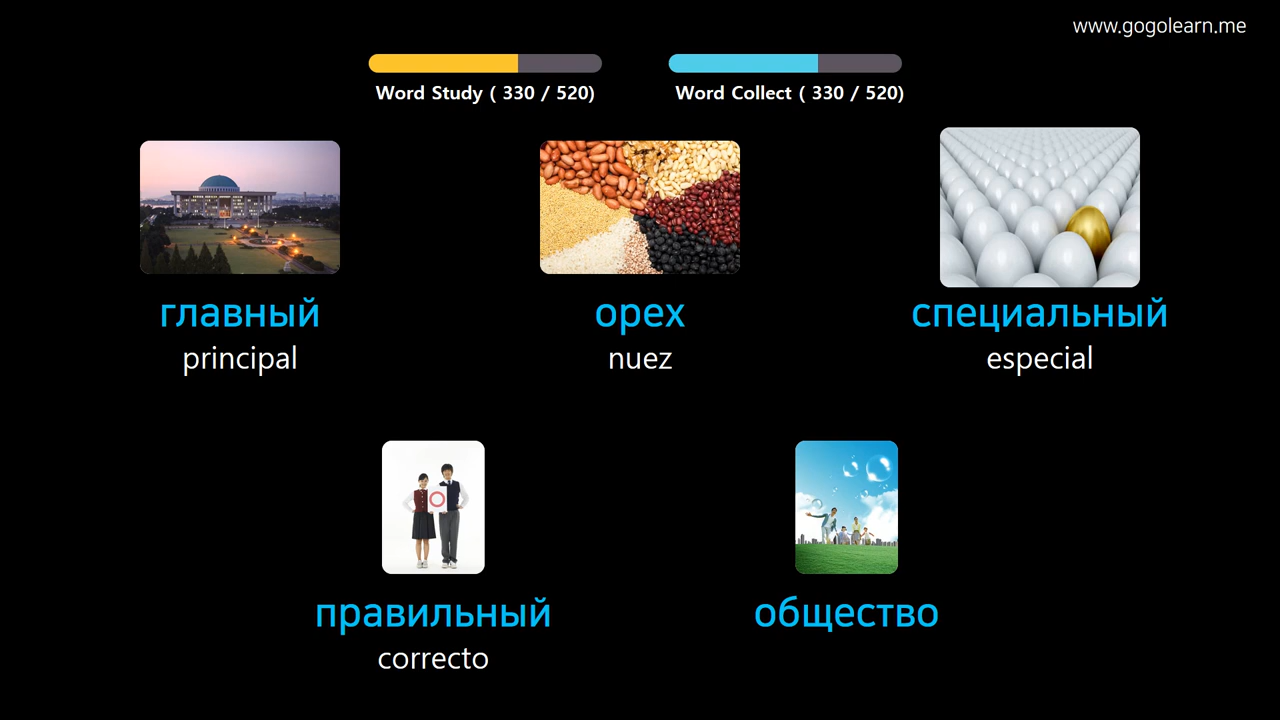 www.gogolearn.me
Word Study ( 330 / 520)
Word Collect ( 330 / 520)
главный
principal
орех
nuez
специальный
especial
правильный
correcto
общество